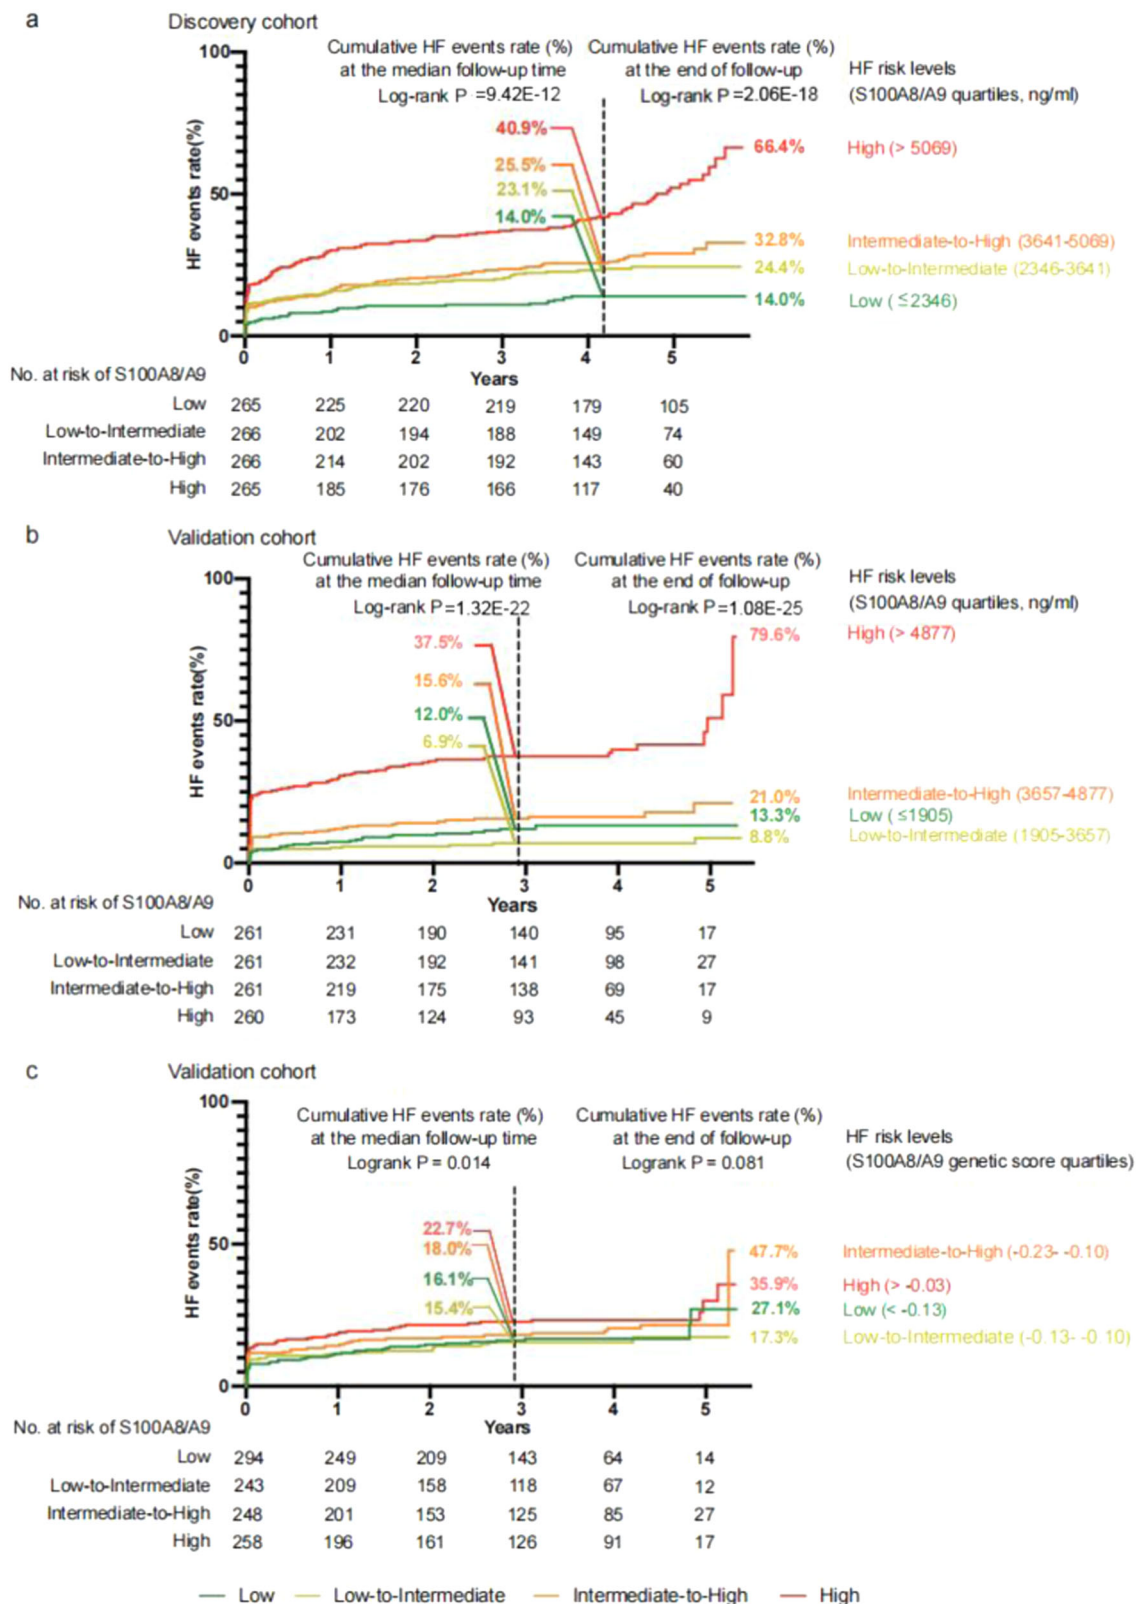 a
Discovery cohort
Cumulative HF events rate (%)
at the median follow-up time
Log-rank P =9.42E-12
Cumulative HF events rate (%)
at the end of follow-up
Log-rank P =2.06E-18
HF risk levels
(S100A8/A9 quartiles, ng/ml)
HF events rate(%)
100
50
0
40.9%
25.5%
23.1%
14.0%
66.4%
32.8%
24.4%
14.0%
High (> 5069)
Intermediate-to-High (3641-5069)
Low-to-Intermediate (2346-3641)
Low ( ≤2346)
0 1 2 3 4 5
Years
No. at risk of S100A8/A9
Low 265 225 220 219 179 105
Low-to-Intermediate 266 202 194 188 149 74
Intermediate-to-High 266 214 202 192 143 60
High 265 185 176 166 117 40
b
Validation cohort
Cumulative HF events rate (%)
at the median follow-up time
Log-rank P=1.32E-22
Cumulative HF events rate (%)
at the end of follow-up
Log-rank P=1.08E-25
HF risk levels
(S100A8/A9 quartiles, ng/ml)
HF events rate(%)
100
50
0
37.5%
15.6%
12.0%
6.9%
79.6%
21.0%
13.3%
8.8%
High (> 4877)
Intermediate-to-High (3657-4877)
Low (≤1905)
Low-to-Intermediate (1905-3657)
0 1 2 3 4 5
Years
No. at risk of S100A8/A9
Low 261 231 190 140 95 17
Low-to-Intermediate 261 232 192 141 98 27
Intermediate-to-High 261 219 175 138 69 17
High 260 173 124 93 45 9
c
Validation cohort
Cumulative HF events rate (%)
at the median follow-up time
Logrank P = 0.014
Cumulative HF events rate (%)
at the end of follow-up
Logrank P = 0.081
HF risk levels
(S100A8/A9 genetic score quartiles)
HF events rate(%)
100
50
0
22.7%
18.0%
16.1%
15.4%
47.7%
35.9%
27.1%
17.3%
Intermediate-to-High (-0.23- -0.10)
High (> -0.03)
Low (< -0.13)
Low-to-Intermediate (-0.13- -0.10)
0 1 2 3 4 5
Years
No. at risk of S100A8/A9
Low 294 249 209 143 64 14
Low-to-Intermediate 243 209 158 118 67 12
Intermediate-to-High 248 201 153 125 85 27
High 258 196 161 126 91 17
Low Low-to-Intermediate Intermediate-to-High High